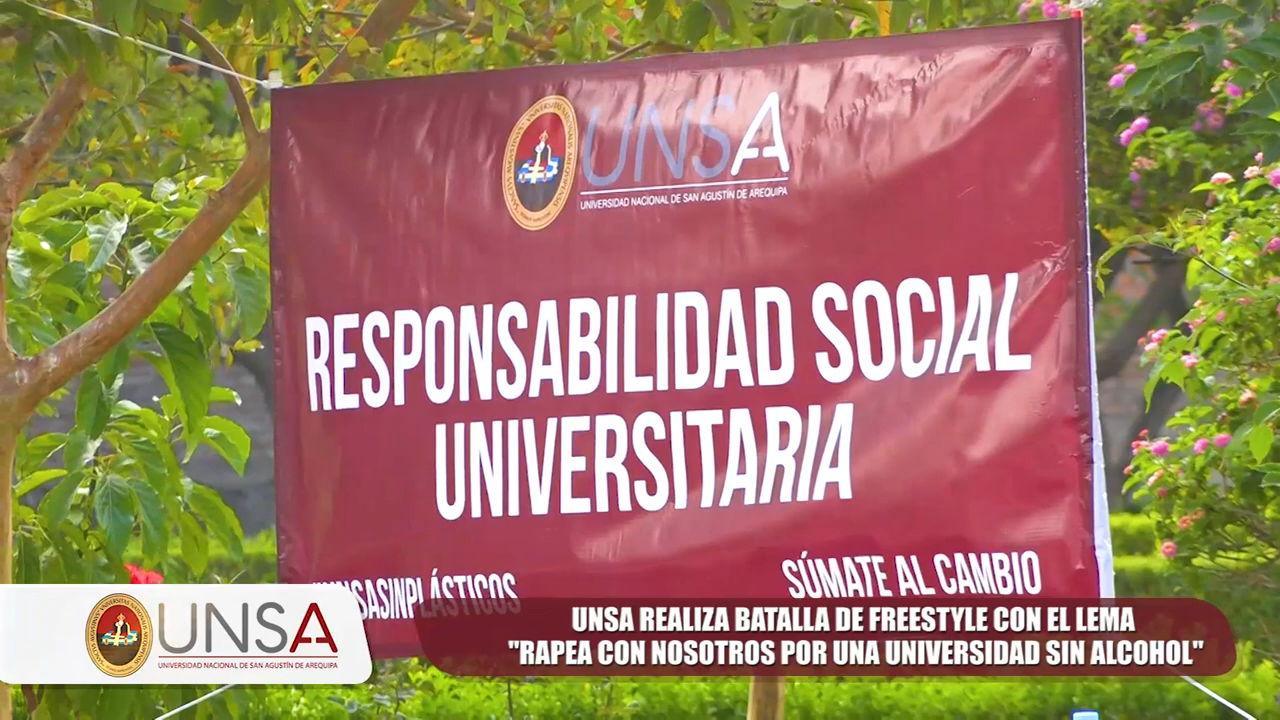 UNSA
UNIVERSIDAD NACIONAL DE SAN AGUSTÍN DE AREQUIPA
RESPONSABILIDAD SOCIAL
UNIVERSITARIA
SÚMATE AL CAMBIO
UNSA
UNIVERSIDAD NACIONAL DE SAN AGUSTÍN DE AREQUIPA
UNSA REALIZA BATALLA DE FREESTYLE CON EL LEMA
"RAPEA CON NOSOTROS POR UNA UNIVERSIDAD SIN ALCOHOL"